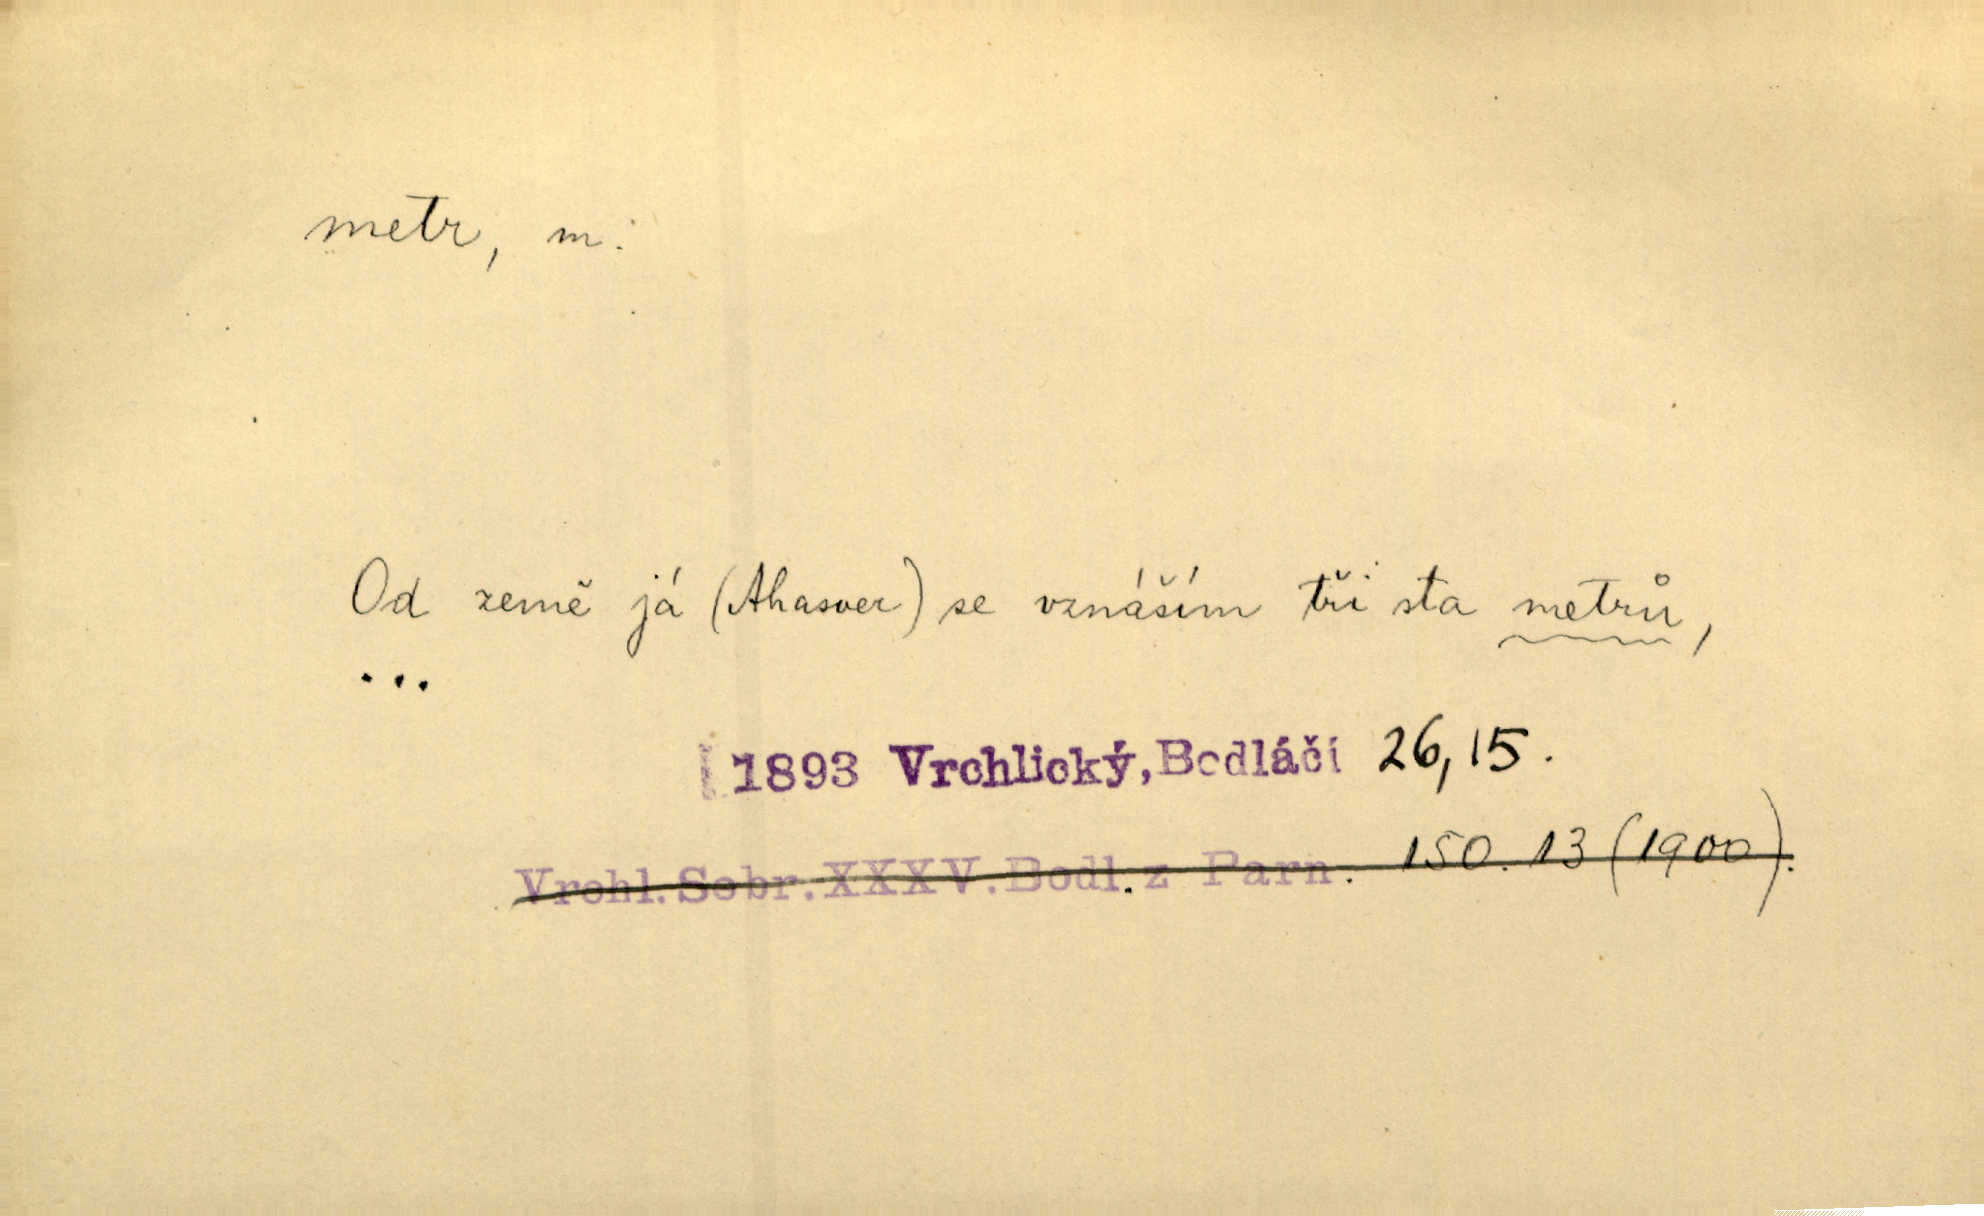 metr, m.
Od země já (Ahasver) se vznáším tři sta metrů,
...
1893 Vrchlický, Bodláčí 26,15.
Vrchl. Sebr. XXXV. Bodl. z Parn. 150. 13 (1900).